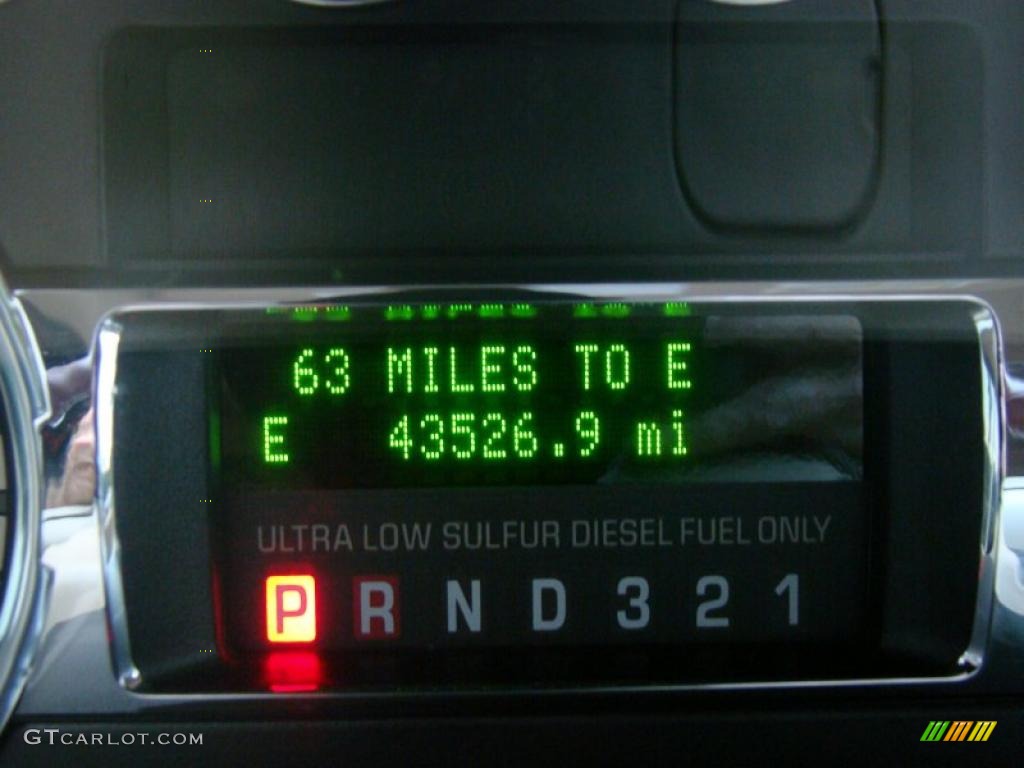 63 MILES TO E
E 43526.9 mi
ULTRA LOW SULFUR DIESEL FUEL ONLY
P R N D 3 2 1
GTCARLOT.COM